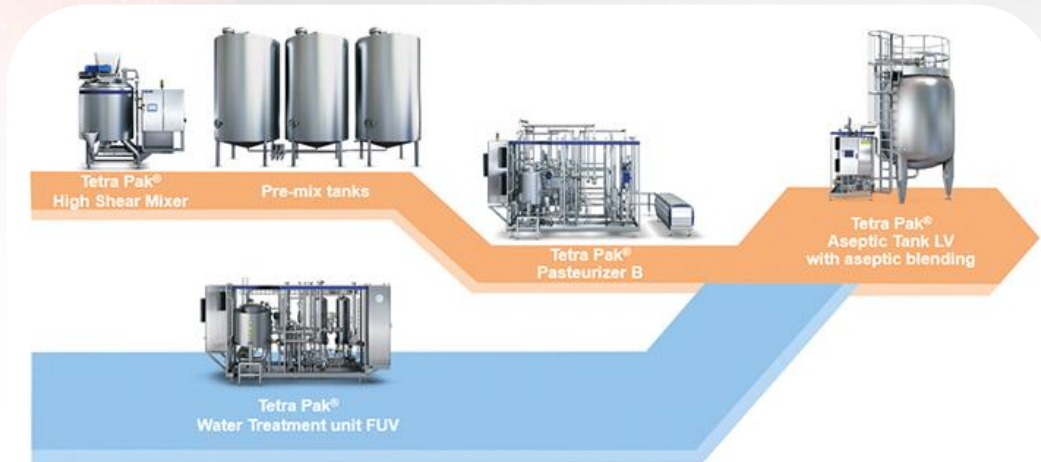 Tetra Pak®
High Shear Mixer
Pre-mix tanks
Tetra Pak®
Pasteurizer B
Tetra Pak®
Aseptic Tank LV
with aseptic blending
Tetra Pak®
Water Treatment unit FUV